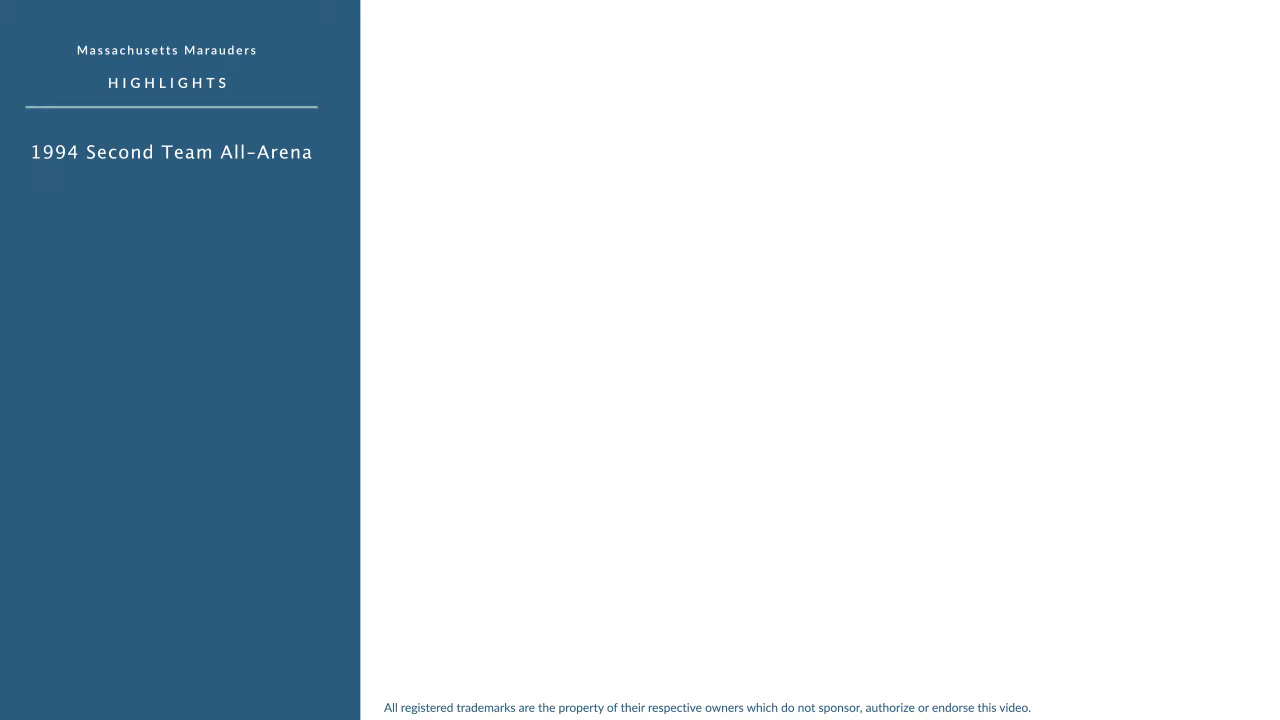 Massachusetts Marauders
HIGHLIGHTS
1994 Second Team All-Arena
All registered trademarks are the property of their respective owners which do not sponsor, authorize or endorse this video.